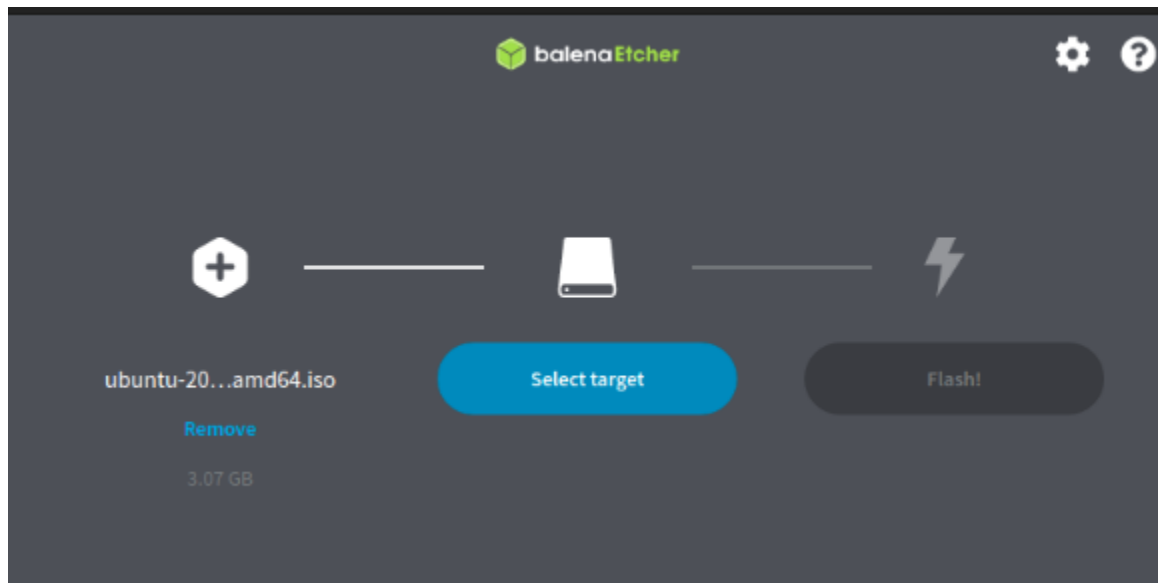 balenaEtcher
ubuntu-20...amd64.iso
Select target
Flash!
Remove
3.07 GB